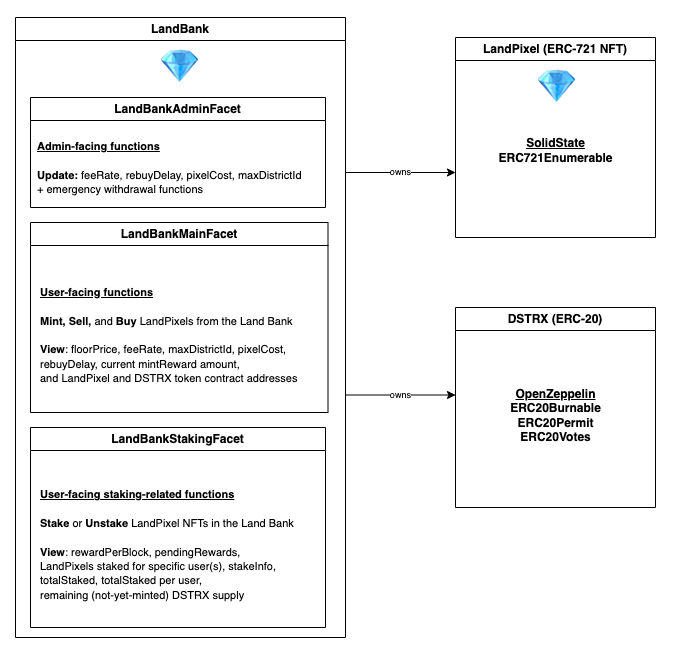 LandBank
LandBankAdminFacet
Admin-facing functions
Update: feeRate, rebuyDelay, pixelCost, maxDistrictId
+ emergency withdrawal functions
LandBankMainFacet
User-facing functions
Mint, Sell, and Buy LandPixels from the Land Bank
View: floorPrice, feeRate, maxDistrictId, pixelCost,
rebuyDelay, current mintReward amount,
and LandPixel and DSTRX token contract addresses
LandBankStakingFacet
User-facing staking-related functions
Stake or Unstake LandPixel NFTs in the Land Bank
View: rewardPerBlock, pendingRewards,
LandPixels staked for specific user(s), stakeInfo,
totalStaked, totalStaked per user,
remaining (not-yet-minted) DSTRX supply
owns
LandPixel (ERC-721 NFT)
SolidState
ERC721Enumerable
owns
DSTRX (ERC-20)
OpenZeppelin
ERC20Burnable
ERC20Permit
ERC20Votes